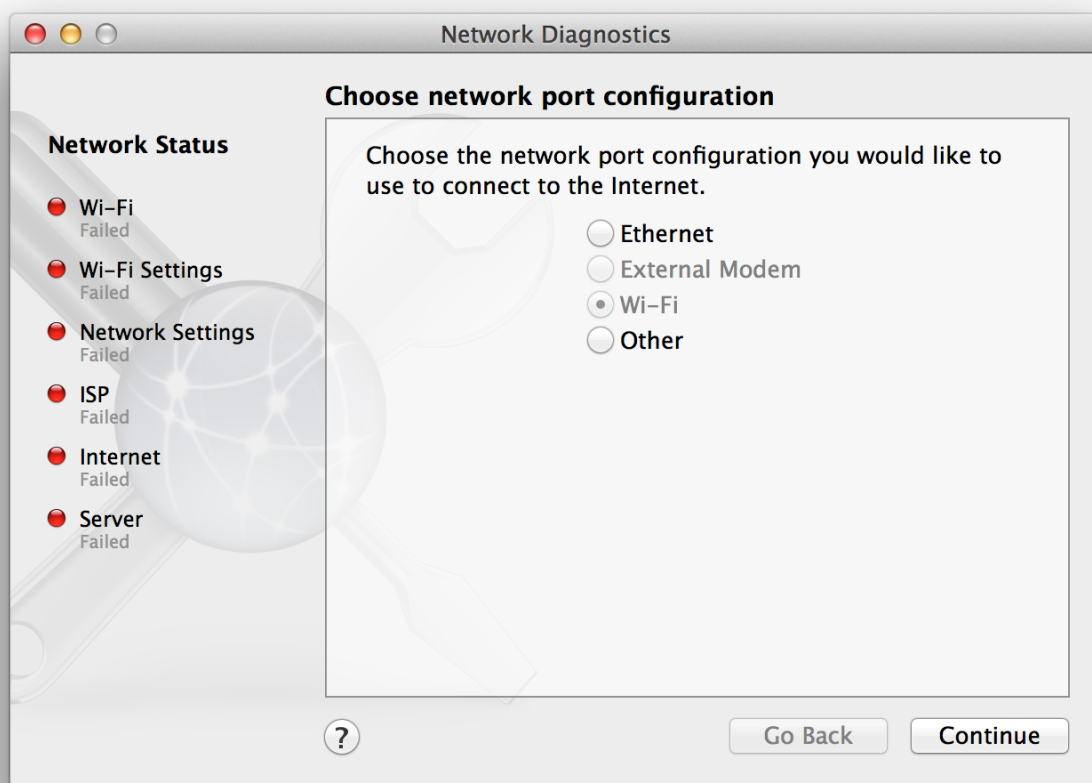 Network Diagnostics
Choose network port configuration
Network Status
Wi-Fi
Failed
Wi-Fi Settings
Failed
Network Settings
Failed
ISP
Failed
Internet
Failed
Server
Failed
Choose the network port configuration you would like to
use to connect to the Internet.
Ethernet
External Modem
Wi-Fi
Other
?
Go Back
Continue